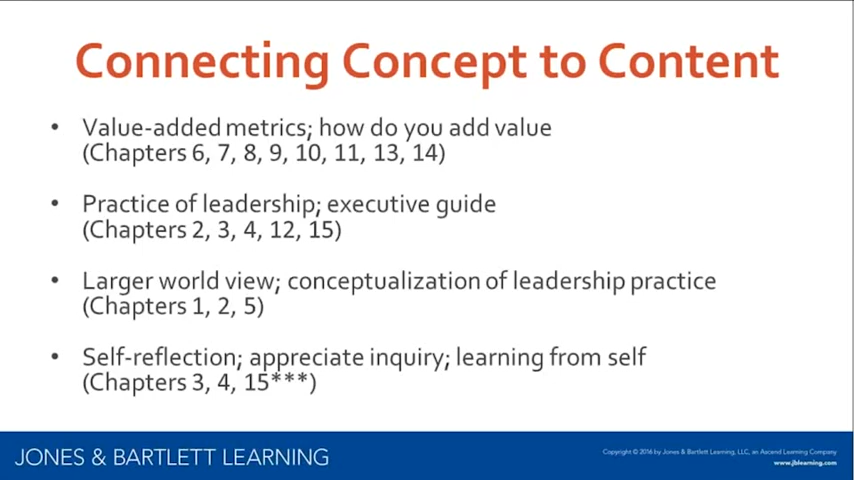 Connecting Concept to Content
• Value-added metrics; how do you add value
(Chapters 6, 7, 8, 9, 10, 11, 13, 14)
• Practice of leadership; executive guide
(Chapters 2, 3, 4, 12, 15)
• Larger world view; conceptualization of leadership practice
(Chapters 1, 2, 5)
• Self-reflection; appreciate inquiry; learning from self
(Chapters 3, 4, 15***)
JONES & BARTLETT LEARNING
Copyright © 2016 by Jones & Bartlett Learning, LLC, an Ascend Learning Company
www.jblearning.com